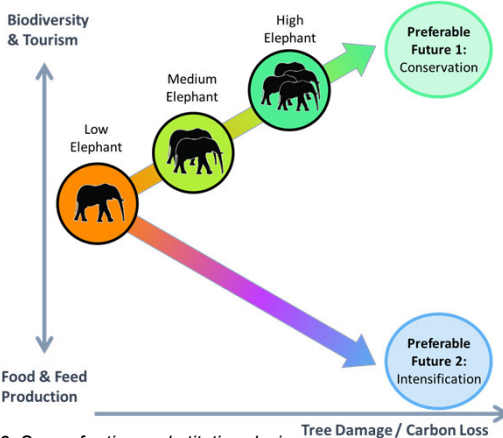 Biodiversity
& Tourism
High
Elephant
Preferable
Future 1:
Conservation
Medium
Elephant
Low
Elephant
Preferable
Future 2:
Intensification
Food & Feed
Production
Tree Damage / Carbon Loss